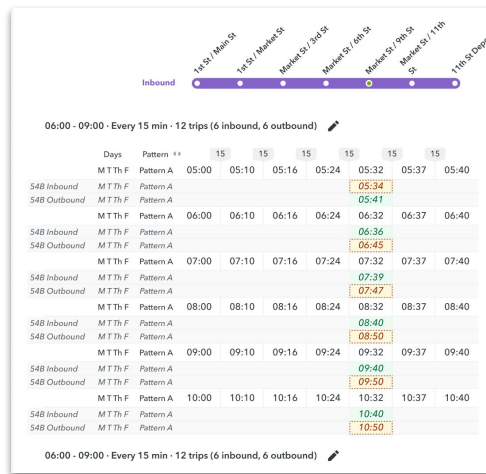 1st St / Main St
1st St / Market St
Market St / 3rd St
Market St / 6th St
Market St / 9th St
Market St / 11th St
11th St Depo
Inbound
06:00 - 09:00 · Every 15 min · 12 trips (6 inbound, 6 outbound)
Days Pattern 15 15 15 15 15 15
M T Th F Pattern A 05:00 05:10 05:16 05:24 05:32 05:37 05:40
54B Inbound M T Th F Pattern A 05:34
54B Outbound M T Th F Pattern A 05:41
M T Th F Pattern A 06:00 06:10 06:16 06:24 06:32 06:37 06:40
54B Inbound M T Th F Pattern A 06:36
54B Outbound M T Th F Pattern A 06:45
M T Th F Pattern A 07:00 07:10 07:16 07:24 07:32 07:37 07:40
54B Inbound M T Th F Pattern A 07:39
54B Outbound M T Th F Pattern A 07:47
M T Th F Pattern A 08:00 08:10 08:16 08:24 08:32 08:37 08:40
54B Inbound M T Th F Pattern A 08:40
54B Outbound M T Th F Pattern A 08:50
M T Th F Pattern A 09:00 09:10 09:16 09:24 09:32 09:37 09:40
54B Inbound M T Th F Pattern A 09:40
54B Outbound M T Th F Pattern A 09:50
M T Th F Pattern A 10:00 10:10 10:16 10:24 10:32 10:37 10:40
54B Inbound M T Th F Pattern A 10:40
54B Outbound M T Th F Pattern A 10:50
06:00 - 09:00 · Every 15 min · 12 trips (6 inbound, 6 outbound)